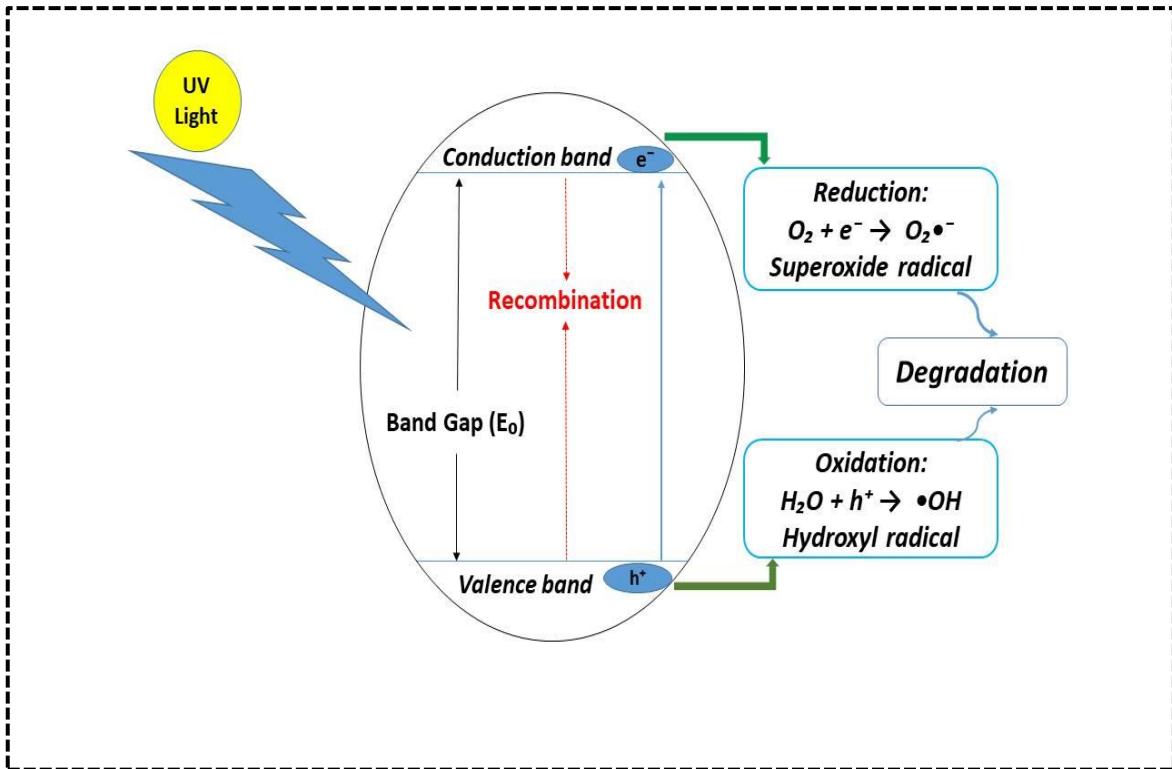 UV
Light
Conduction band
e⁻
Reduction:
O₂ + e⁻ → O₂•⁻
Superoxide radical
Recombination
Degradation
Band Gap (E₀)
Oxidation:
H₂O + h⁺ → •OH
Hydroxyl radical
Valence band
h⁺